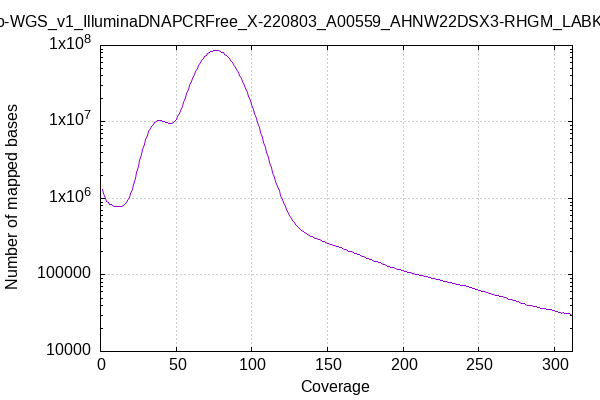 o-WGS_v1_IlluminaDNAPCRFree_X-220803_A00559_AHNW22DSX3-RHGM_LABK
1x10^8
1x10^7
1x10^6
100000
10000
Number of mapped bases
0 50 100 150 200 250 300
Coverage